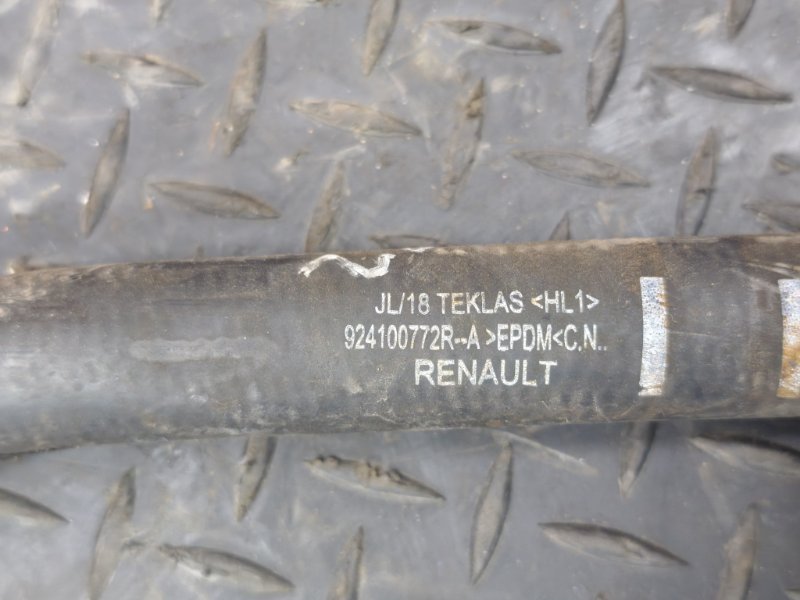 JL/18 TEKLAS <HL1>
924100772R--A >EPDM<C,N..
RENAULT